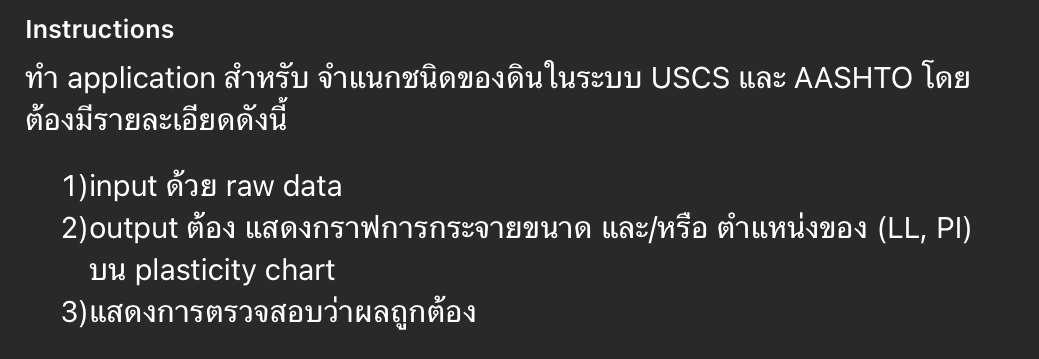 Instructions
ทำ application สำหรับ จำแนกชนิดของดินในระบบ USCS และ AASHTO โดย
ต้องมีรายละเอียดดังนี้
1)input ด้วย raw data
2)output ต้อง แสดงกราฟการกระจายขนาด และ/หรือ ตำแหน่งของ (LL, PI)
บน plasticity chart
3)แสดงการตรวจสอบว่าผลถูกต้อง